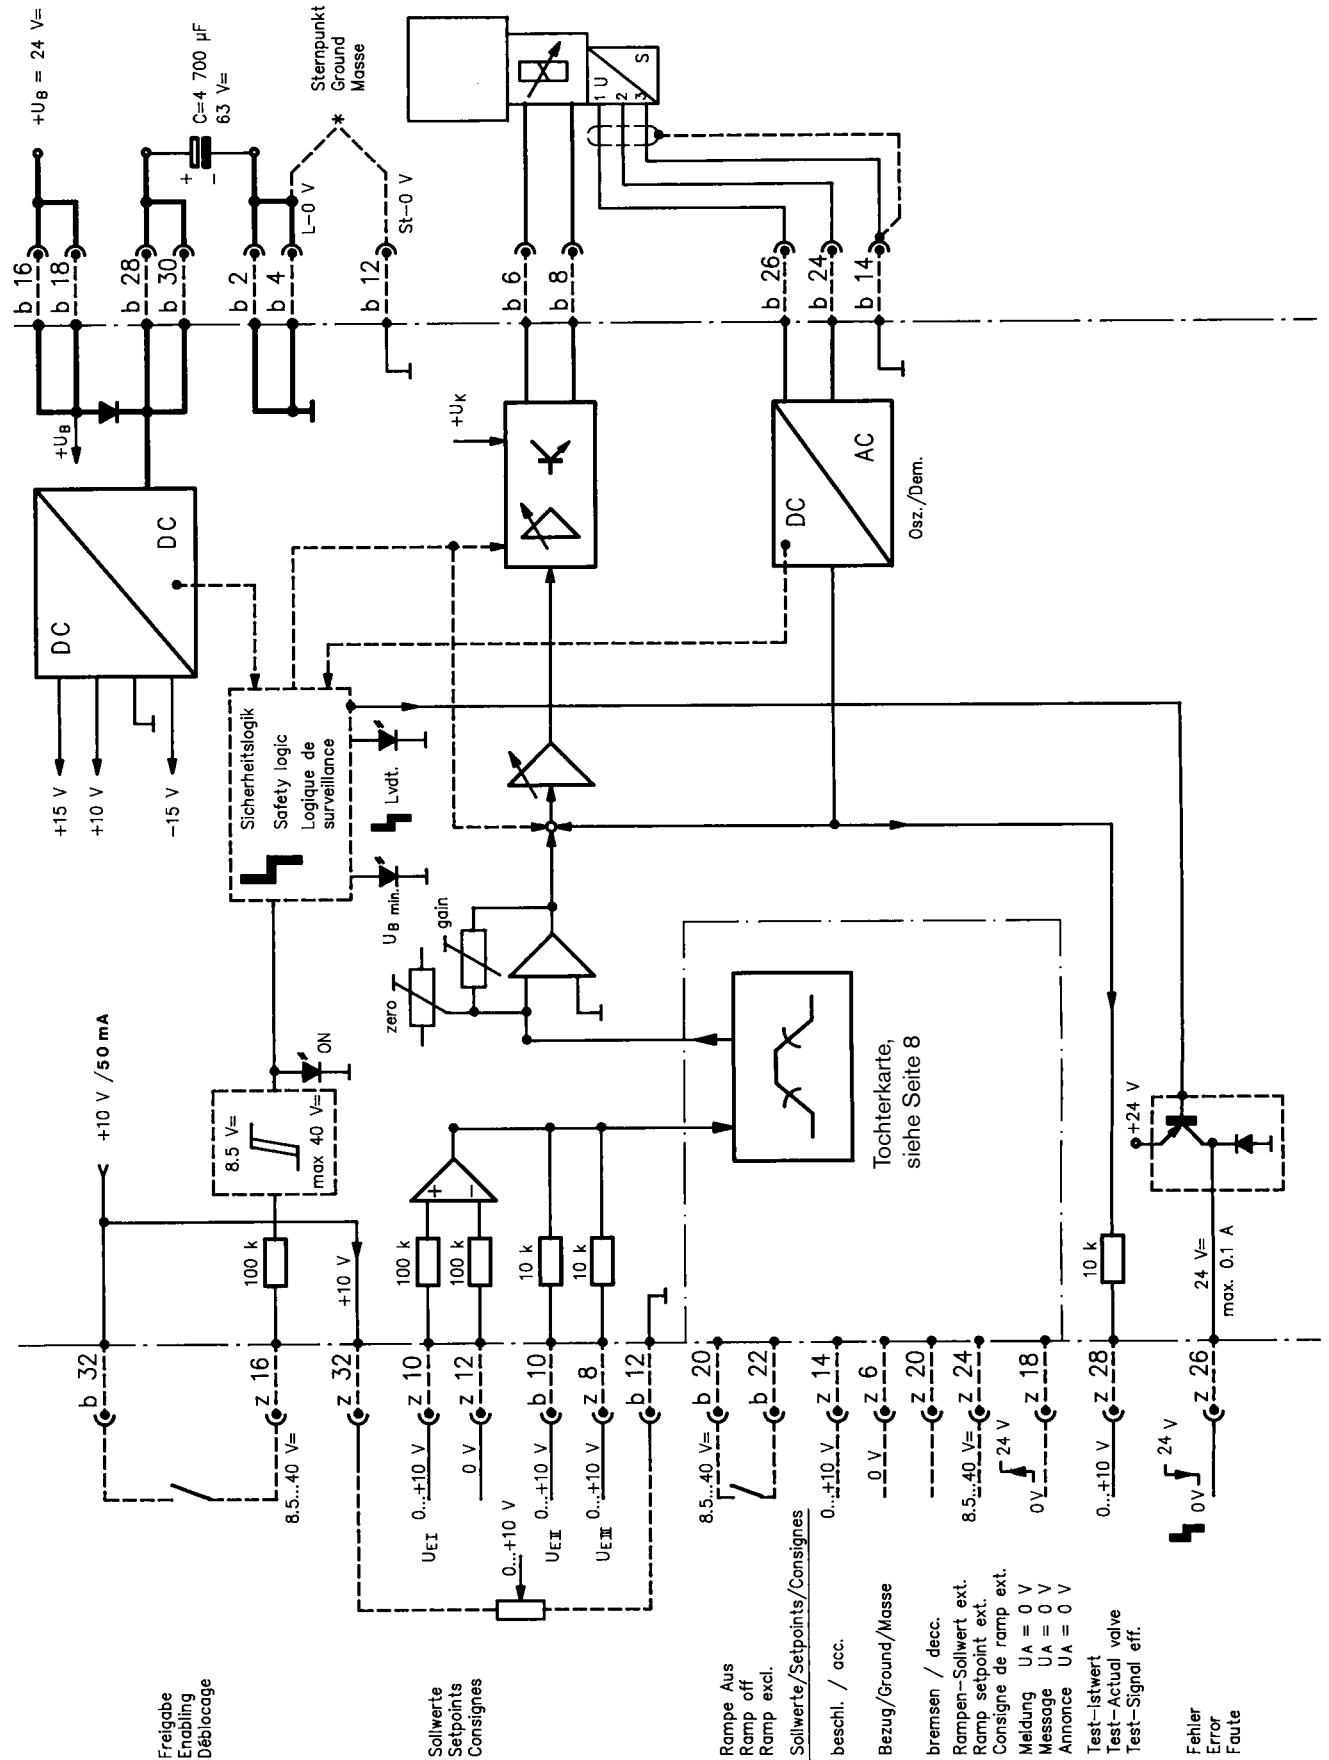 +UB = 24 V=
C=4 700 µF
63 V=
+
−
Sternpunkt
Ground
Masse
*
L−0 V
St−0 V
U
S
1
2
3
b 16
b 18
b 28
b 30
b 2
b 4
b 12
b 6
b 8
b 26
b 24
b 14
+UB
DC
DC
+15 V
+10 V
−15 V
+UK
DC
AC
Osz./Dem.
Sicherheitslogik
Safety logic
Logique de
surveillance
Lvdt.
UB min.
zero
gain
+10 V /50 mA
8.5 V=
max 40 V=
ON
100 k
+10 V
100 k
100 k
10 k
10 k
+
−
Tochterkarte,
siehe Seite 8
+24 V
10 k
24 V=
max. 0.1 A
b 32
z 16
z 32
z 10
z 12
b 10
z 8
b 12
b 20
b 22
z 14
z 6
z 20
z 24
z 18
z 28
z 26
8.5...40 V=
UEI
0...+10 V
0 V
0...+10 V
UEII
0...+10 V
UEIII
0...+10 V
8.5...40 V=
0...+10 V
0 V
8.5...40 V=
0V
24 V
0...+10 V
0V
24 V
Freigabe
Enabling
Déblocage
Sollwerte
Setpoints
Consignes
Rampe Aus
Ramp off
Ramp excl.
Sollwerte/Setpoints/Consignes
beschl. / acc.
Bezug/Ground/Masse
bremsen / decc.
Rampen−Sollwert ext.
Ramp setpoint ext.
Consigne de ramp ext.
Meldung UA = 0 V
Message UA = 0 V
Annonce UA = 0 V
Test−Istwert
Test−Actual valve
Test−Signal eff.
Fehler
Error
Faute